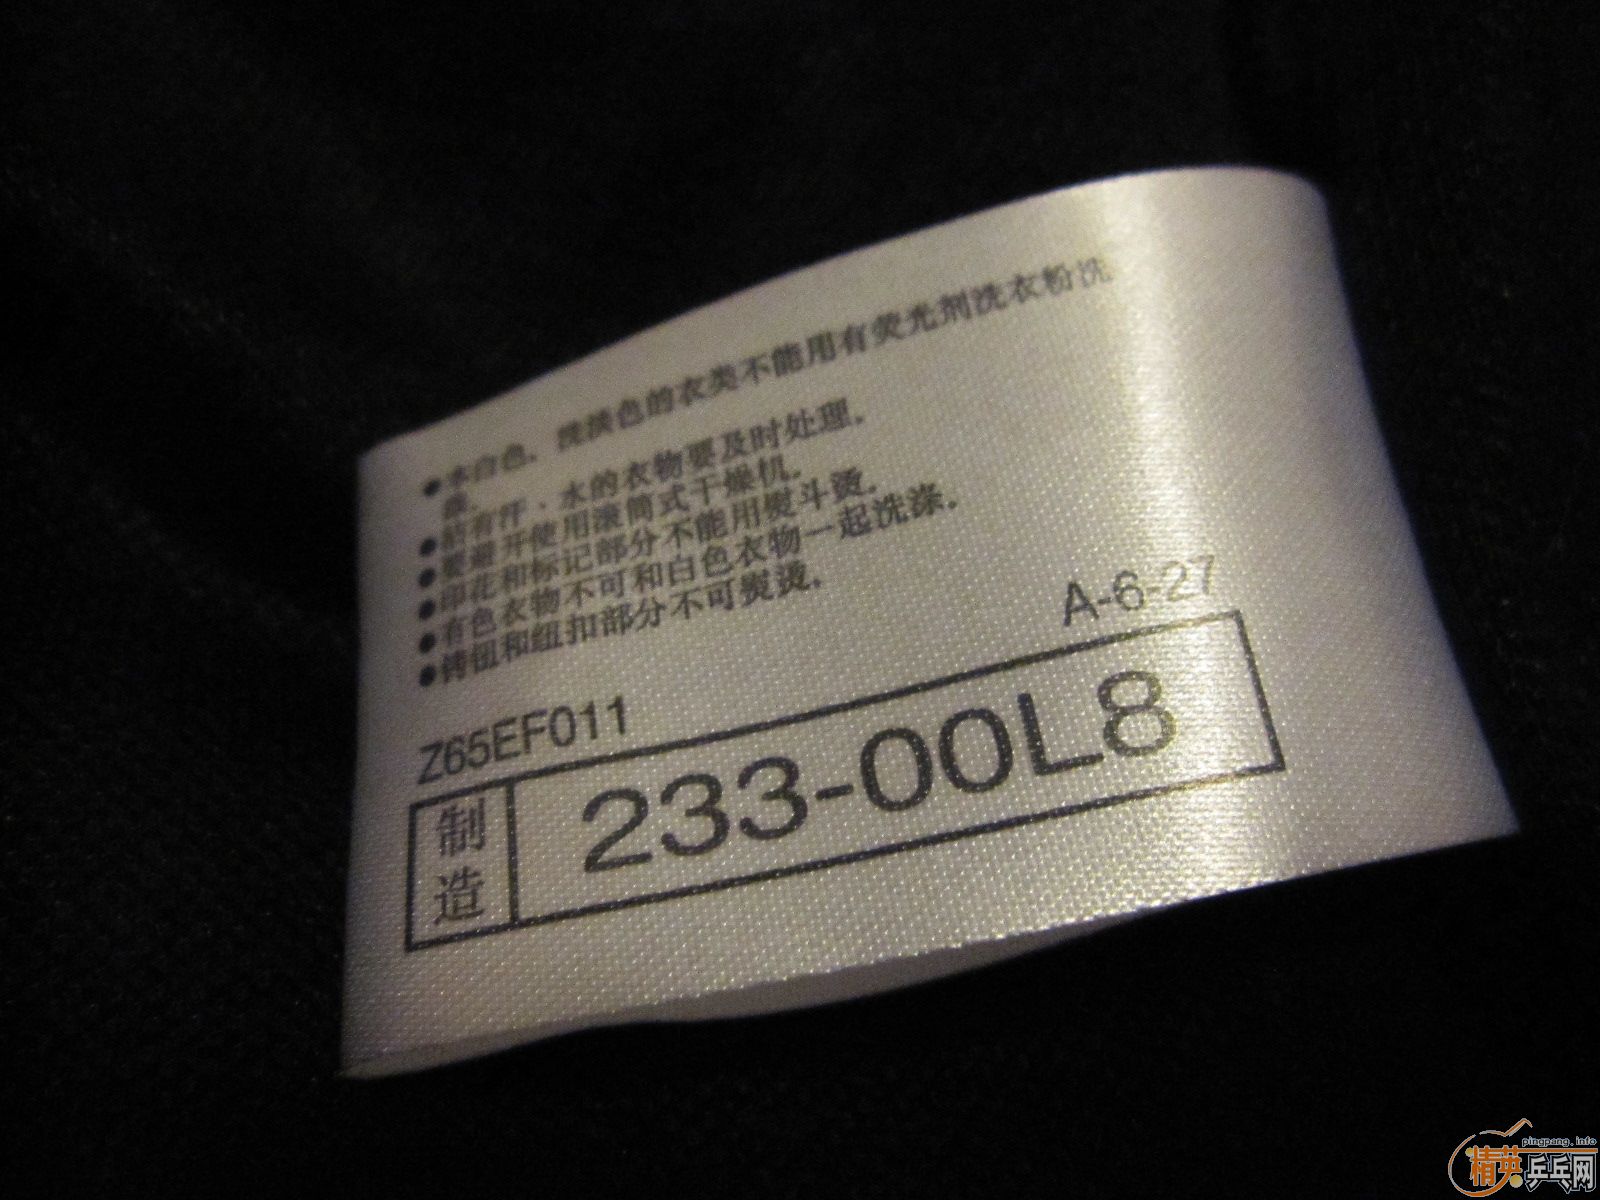 ●本白色，浅淡色的衣类不能用有荧光剂洗衣粉洗
涤。
●沾有汗·水的衣物要及时处理。
●要避开使用滚筒式干燥机。
●印花和标记部分不能用熨斗烫。
●有色衣物不可和白色衣物一起洗涤。
●铸钮和纽扣部分不可熨烫。
A-6-27
Z65EF011
制造 233-00L8
pingpang.info
精英乒乓网